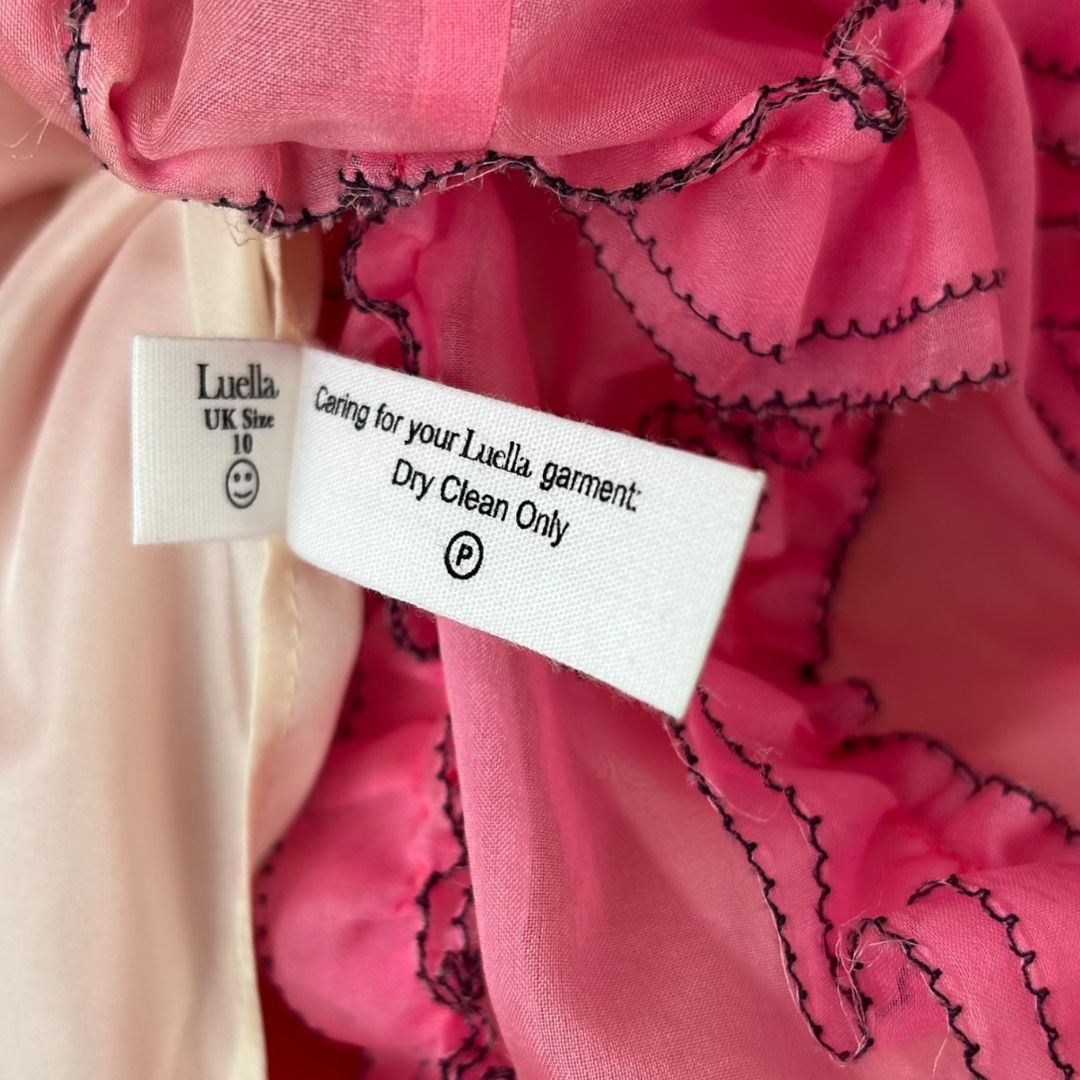 Luella
UK Size
10
Caring for your Luella garment:
Dry Clean Only
P